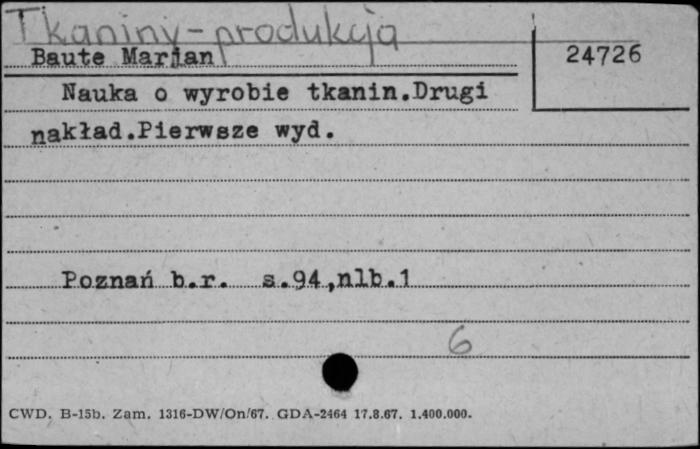 Tkaniny-produkcja
Baute Marjan
24726
Nauka o wyrobie tkanin.Drugi
nakład.Pierwsze wyd.
Poznań b.r. s.94,nlb.1
6
CWD. B-15b. Zam. 1316-DW/On/67. GDA-2464 17.8.67. 1.400.000.